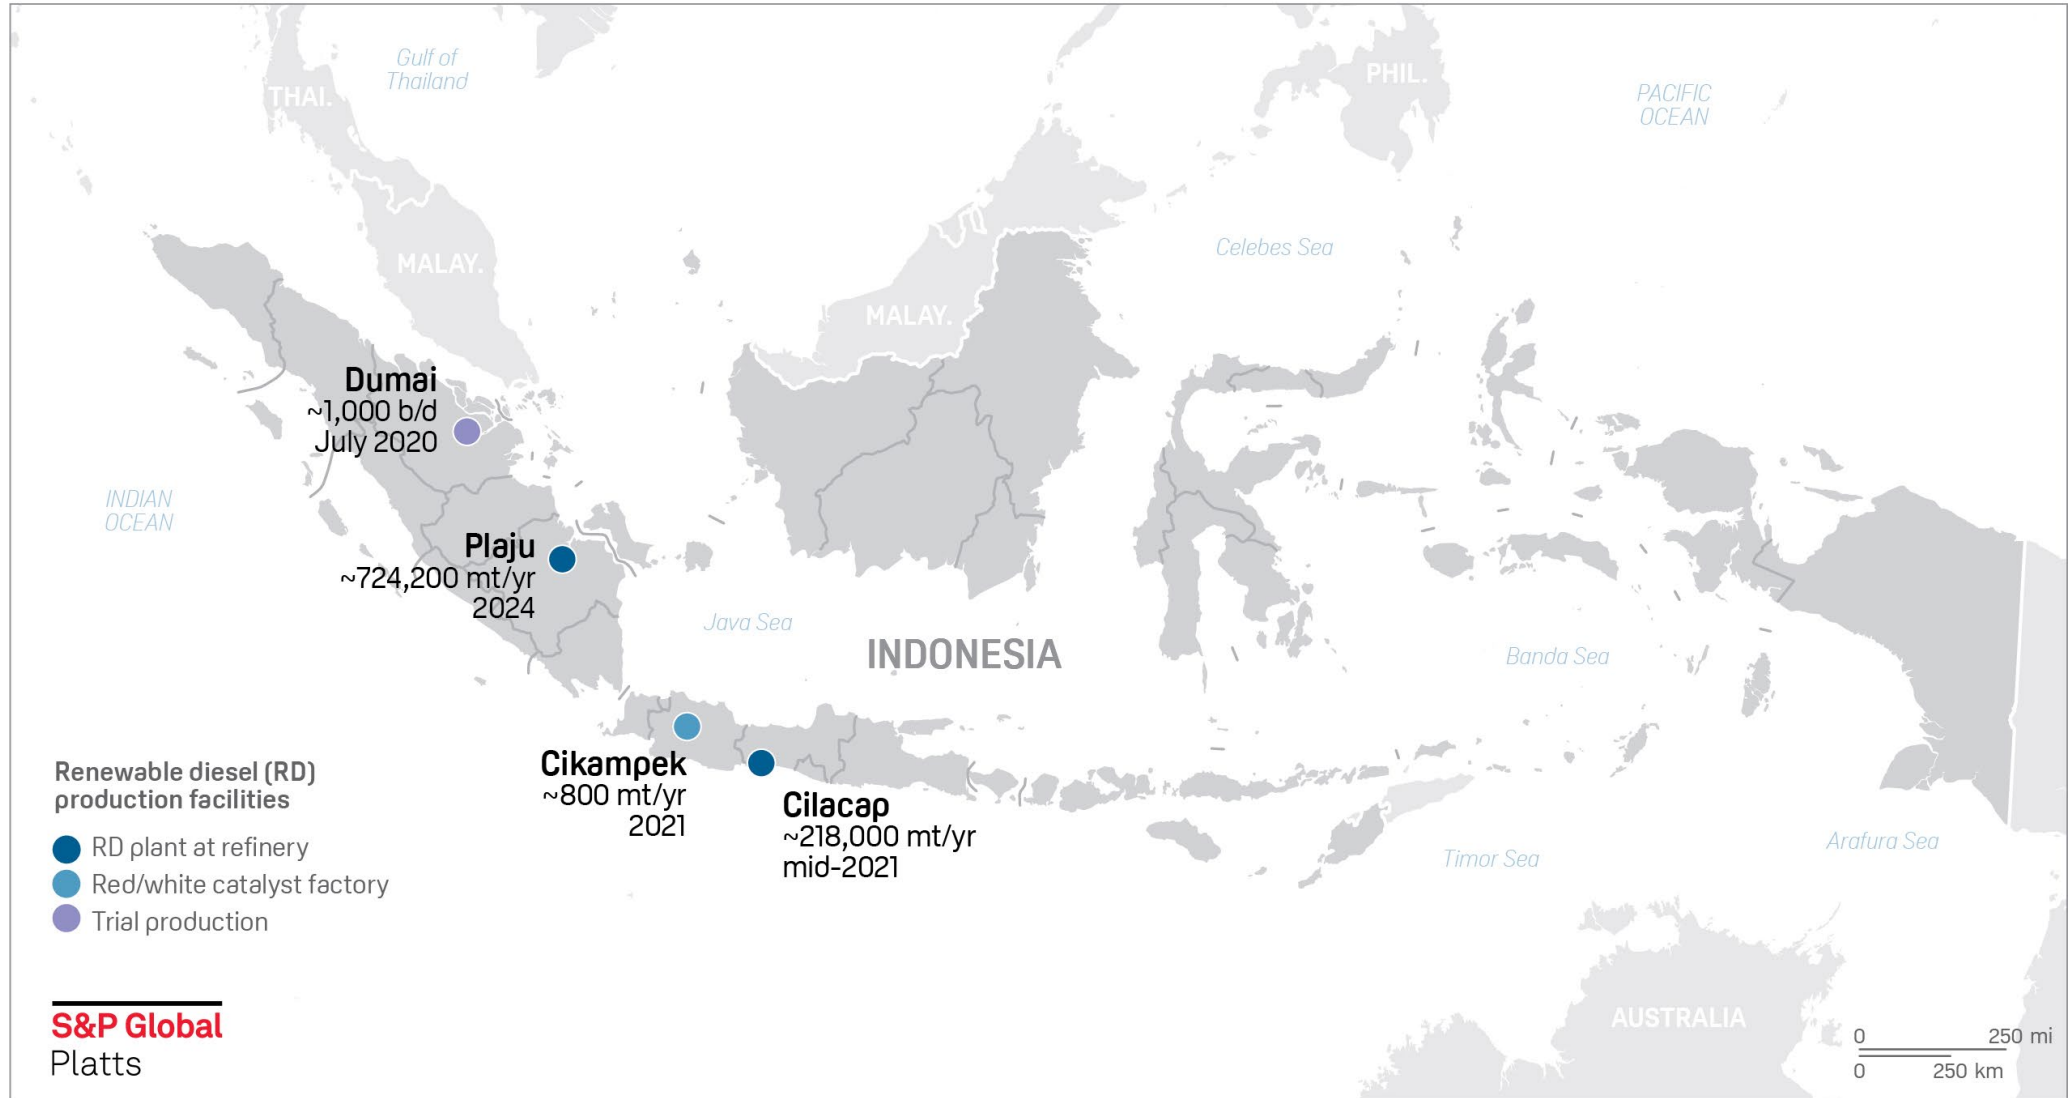 Gulf of
Thailand
THAI.
PHIL.
PACIFIC
OCEAN
MALAY.
Celebes Sea
MALAY.
Dumai
~1,000 b/d
July 2020
INDIAN
OCEAN
Plaju
~724,200 mt/yr
2024
Java Sea
INDONESIA
Banda Sea
Cikampek
~800 mt/yr
2021
Cilacap
~218,000 mt/yr
mid-2021
Timor Sea
Arafura Sea
Renewable diesel (RD)
production facilities
RD plant at refinery
Red/white catalyst factory
Trial production
S&P Global
Platts
AUSTRALIA
0 250 mi
0 250 km